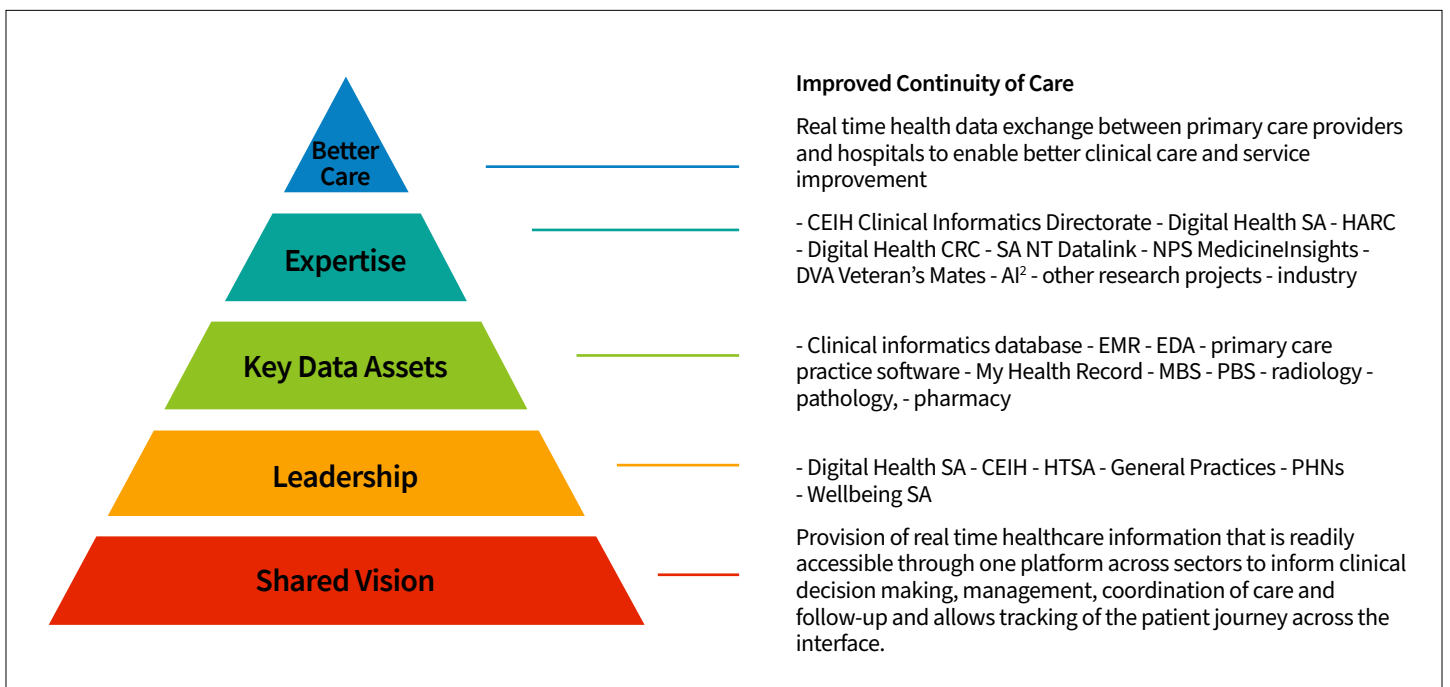 Improved Continuity of Care
Better
Care
Real time health data exchange between primary care providers
and hospitals to enable better clinical care and service
improvement
Expertise
- CEIH Clinical Informatics Directorate - Digital Health SA - HARC
- Digital Health CRC - SA NT Datalink - NPS MedicineInsights -
DVA Veteran’s Mates - AI² - other research projects - industry
Key Data Assets
- Clinical informatics database - EMR - EDA - primary care
practice software - My Health Record - MBS - PBS - radiology -
pathology, - pharmacy
Leadership
- Digital Health SA - CEIH - HTSA - General Practices - PHNs
- Wellbeing SA
Shared Vision
Provision of real time healthcare information that is readily
accessible through one platform across sectors to inform clinical
decision making, management, coordination of care and
follow-up and allows tracking of the patient journey across the
interface.